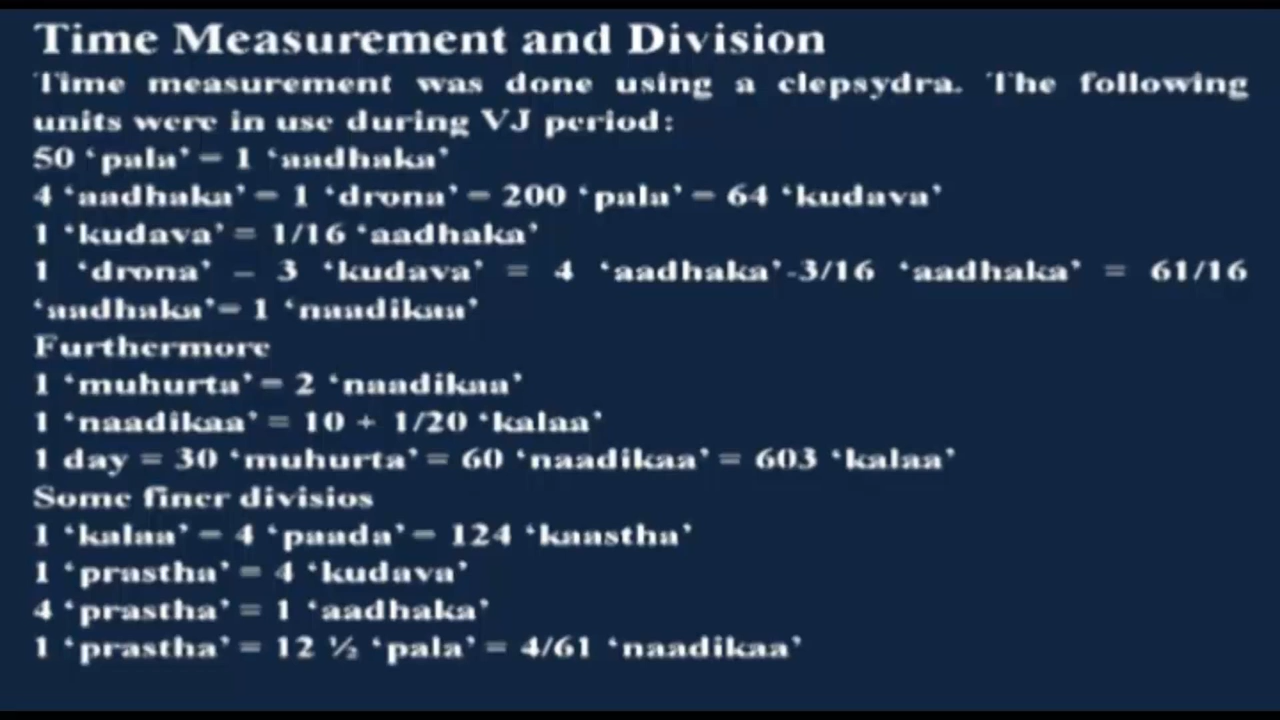 Time Measurement and Division
Time measurement was done using a clepsydra. The following
units were in use during VJ period:
50 ‘pala’ = 1 ‘aadhaka’
4 ‘aadhaka’ = 1 ‘drona’ = 200 ‘pala’ = 64 ‘kudava’
1 ‘kudava’ = 1/16 ‘aadhaka’
1 ‘drona’ – 3 ‘kudava’ = 4 ‘aadhaka’-3/16 ‘aadhaka’ = 61/16
‘aadhaka’= 1 ‘naadikaa’
Furthermore
1 ‘muhurta’ = 2 ‘naadikaa’
1 ‘naadikaa’ = 10 + 1/20 ‘kalaa’
1 day = 30 ‘muhurta’ = 60 ‘naadikaa’ = 603 ‘kalaa’
Some finer divisios
1 ‘kalaa’ = 4 ‘paada’ = 124 ‘kaastha’
1 ‘prastha’ = 4 ‘kudava’
4 ‘prastha’ = 1 ‘aadhaka’
1 ‘prastha’ = 12 ½ ‘pala’ = 4/61 ‘naadikaa’